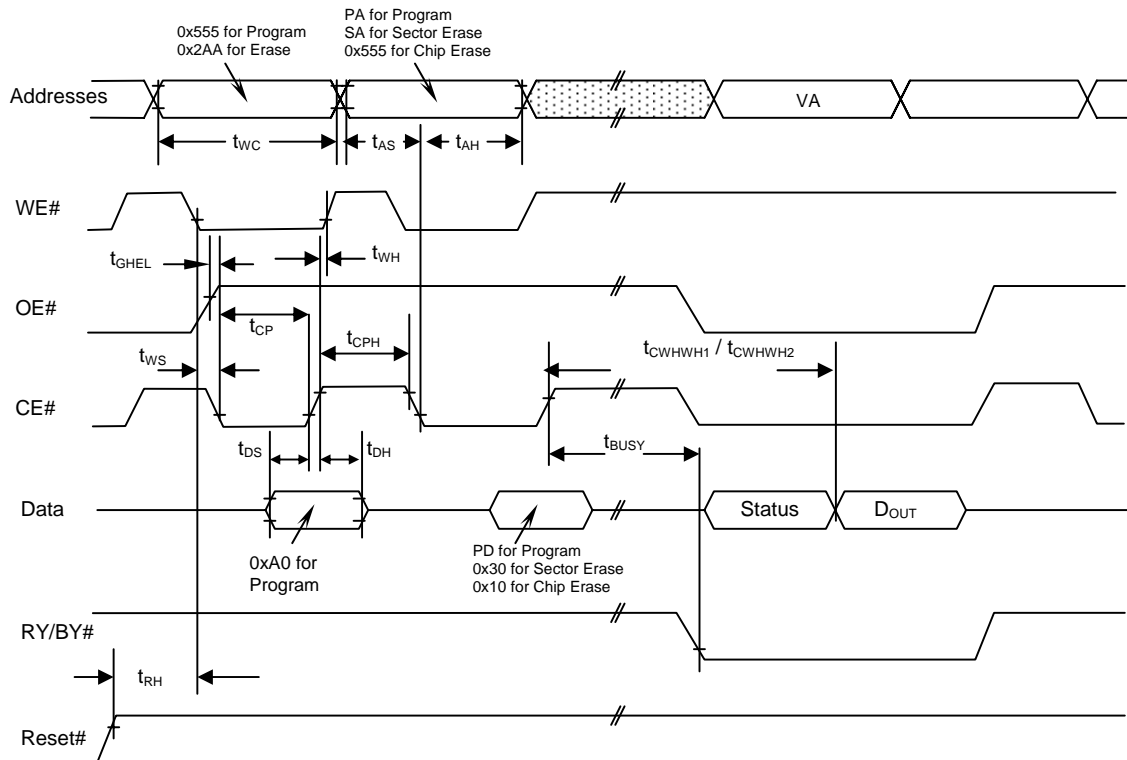 0x555 for Program
0x2AA for Erase
PA for Program
SA for Sector Erase
0x555 for Chip Erase
Addresses
VA
tWC
tAS
tAH
WE#
tGHEL
tWH
OE#
tCP
tCPH
tWS
tCWHWH1 / tCWHWH2
CE#
tDS
tDH
tBUSY
Data
Status
DOUT
0xA0 for
Program
PD for Program
0x30 for Sector Erase
0x10 for Chip Erase
RY/BY#
tRH
Reset#